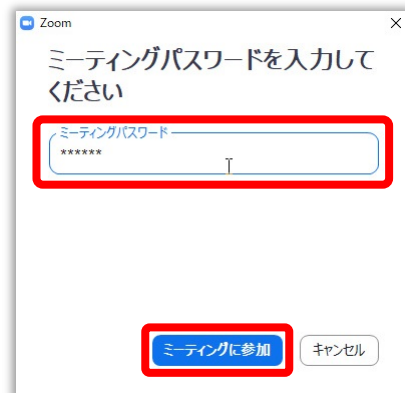 Zoom
ミーティングパスワードを入力して
ください
ミーティングパスワード
******
ミーティングに参加
キャンセル